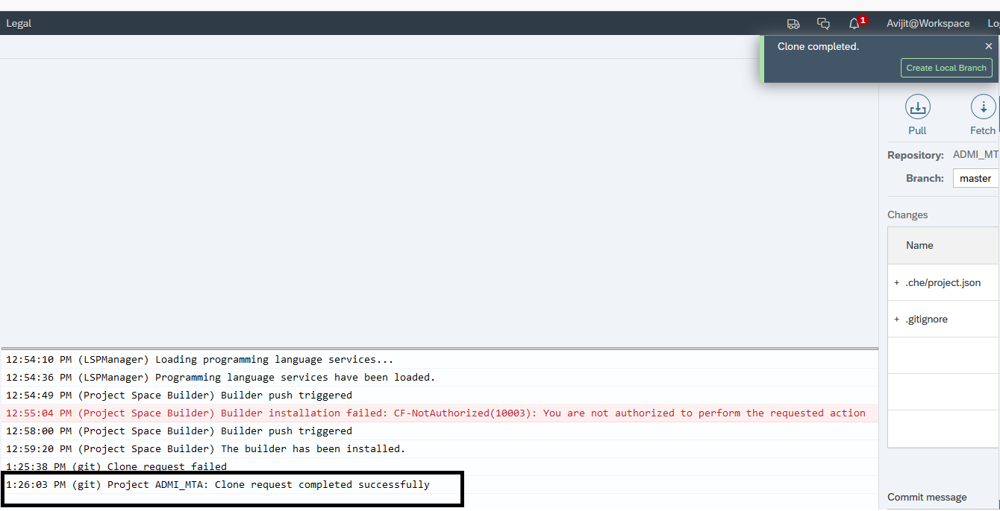 Legal
1
Avijit@Workspace
Clone completed.
×
Create Local Branch
Pull
Fetch
Repository: ADMI_MT
Branch: master
Changes
Name
+ .che/project.json
+ .gitignore
12:54:10 PM (LSPManager) Loading programming language services...
12:54:36 PM (LSPManager) Programming language services have been loaded.
12:54:49 PM (Project Space Builder) Builder push triggered
12:55:04 PM (Project Space Builder) Builder installation failed: CF-NotAuthorized(10003): You are not authorized to perform the requested action
12:58:00 PM (Project Space Builder) Builder push triggered
12:59:20 PM (Project Space Builder) The builder has been installed.
1:25:38 PM (git) Clone request failed
1:26:03 PM (git) Project ADMI_MTA: Clone request completed successfully
Commit message